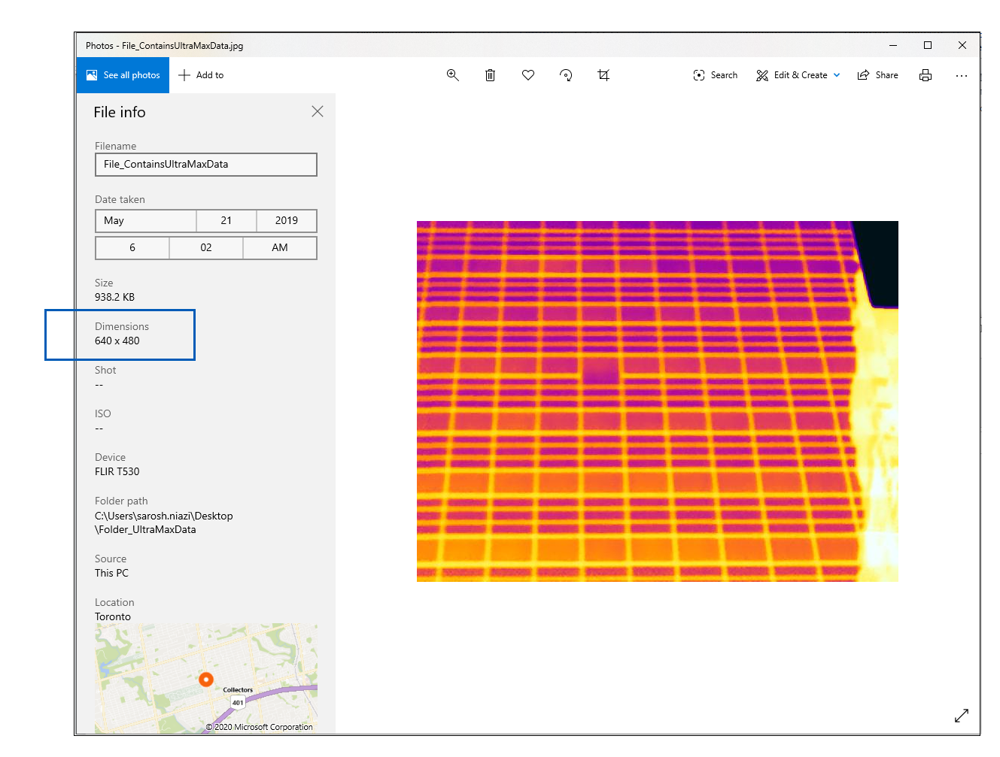 Photos - File_ContainsUltraMaxData.jpg
See all photos
Add to
Search
Edit & Create
Share
File info
Filename
File_ContainsUltraMaxData
Date taken
May 21 2019
6 02 AM
Size
938.2 KB
Dimensions
640 x 480
Shot
--
ISO
--
Device
FLIR T530
Folder path
C:\Users\sarosh.niazi\Desktop
\Folder_UltraMaxData
Source
This PC
Location
Toronto
Collectors
401
© 2020 Microsoft Corporation